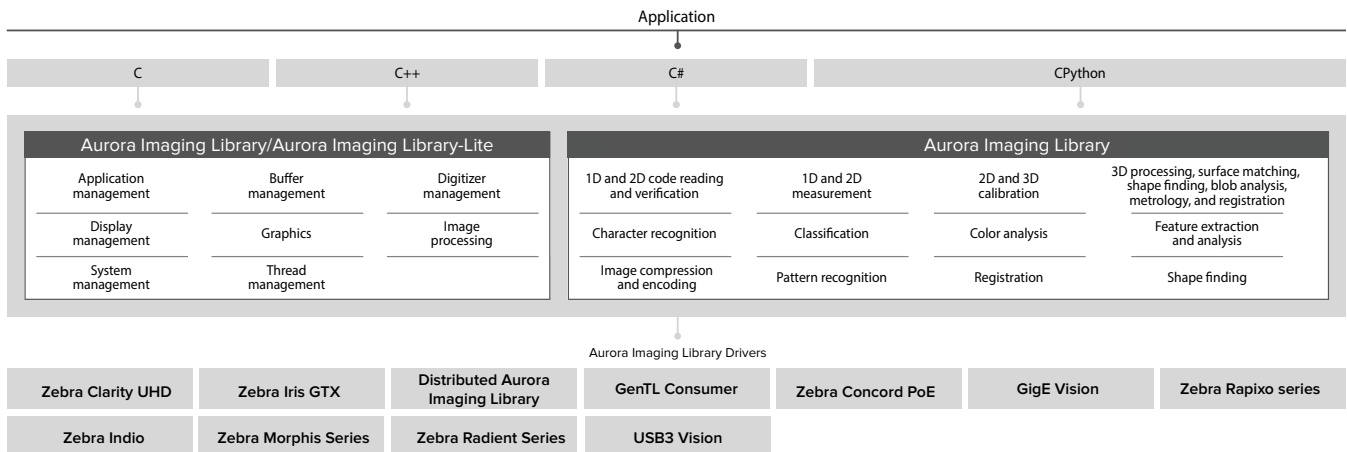 Application
C
C++
C#
CPython
Aurora Imaging Library/Aurora Imaging Library-Lite
Application
management
Buffer
management
Digitizer
management
Display
management
Graphics
Image
processing
System
management
Thread
management
Aurora Imaging Library
1D and 2D code reading
and verification
1D and 2D
measurement
2D and 3D
calibration
3D processing, surface matching,
shape finding, blob analysis,
metrology, and registration
Character recognition
Classification
Color analysis
Feature extraction
and analysis
Image compression
and encoding
Pattern recognition
Registration
Shape finding
Aurora Imaging Library Drivers
Zebra Clarity UHD
Zebra Iris GTX
Distributed Aurora
Imaging Library
GenTL Consumer
Zebra Concord PoE
GigE Vision
Zebra Rapixo series
Zebra Indio
Zebra Morphis Series
Zebra Radient Series
USB3 Vision